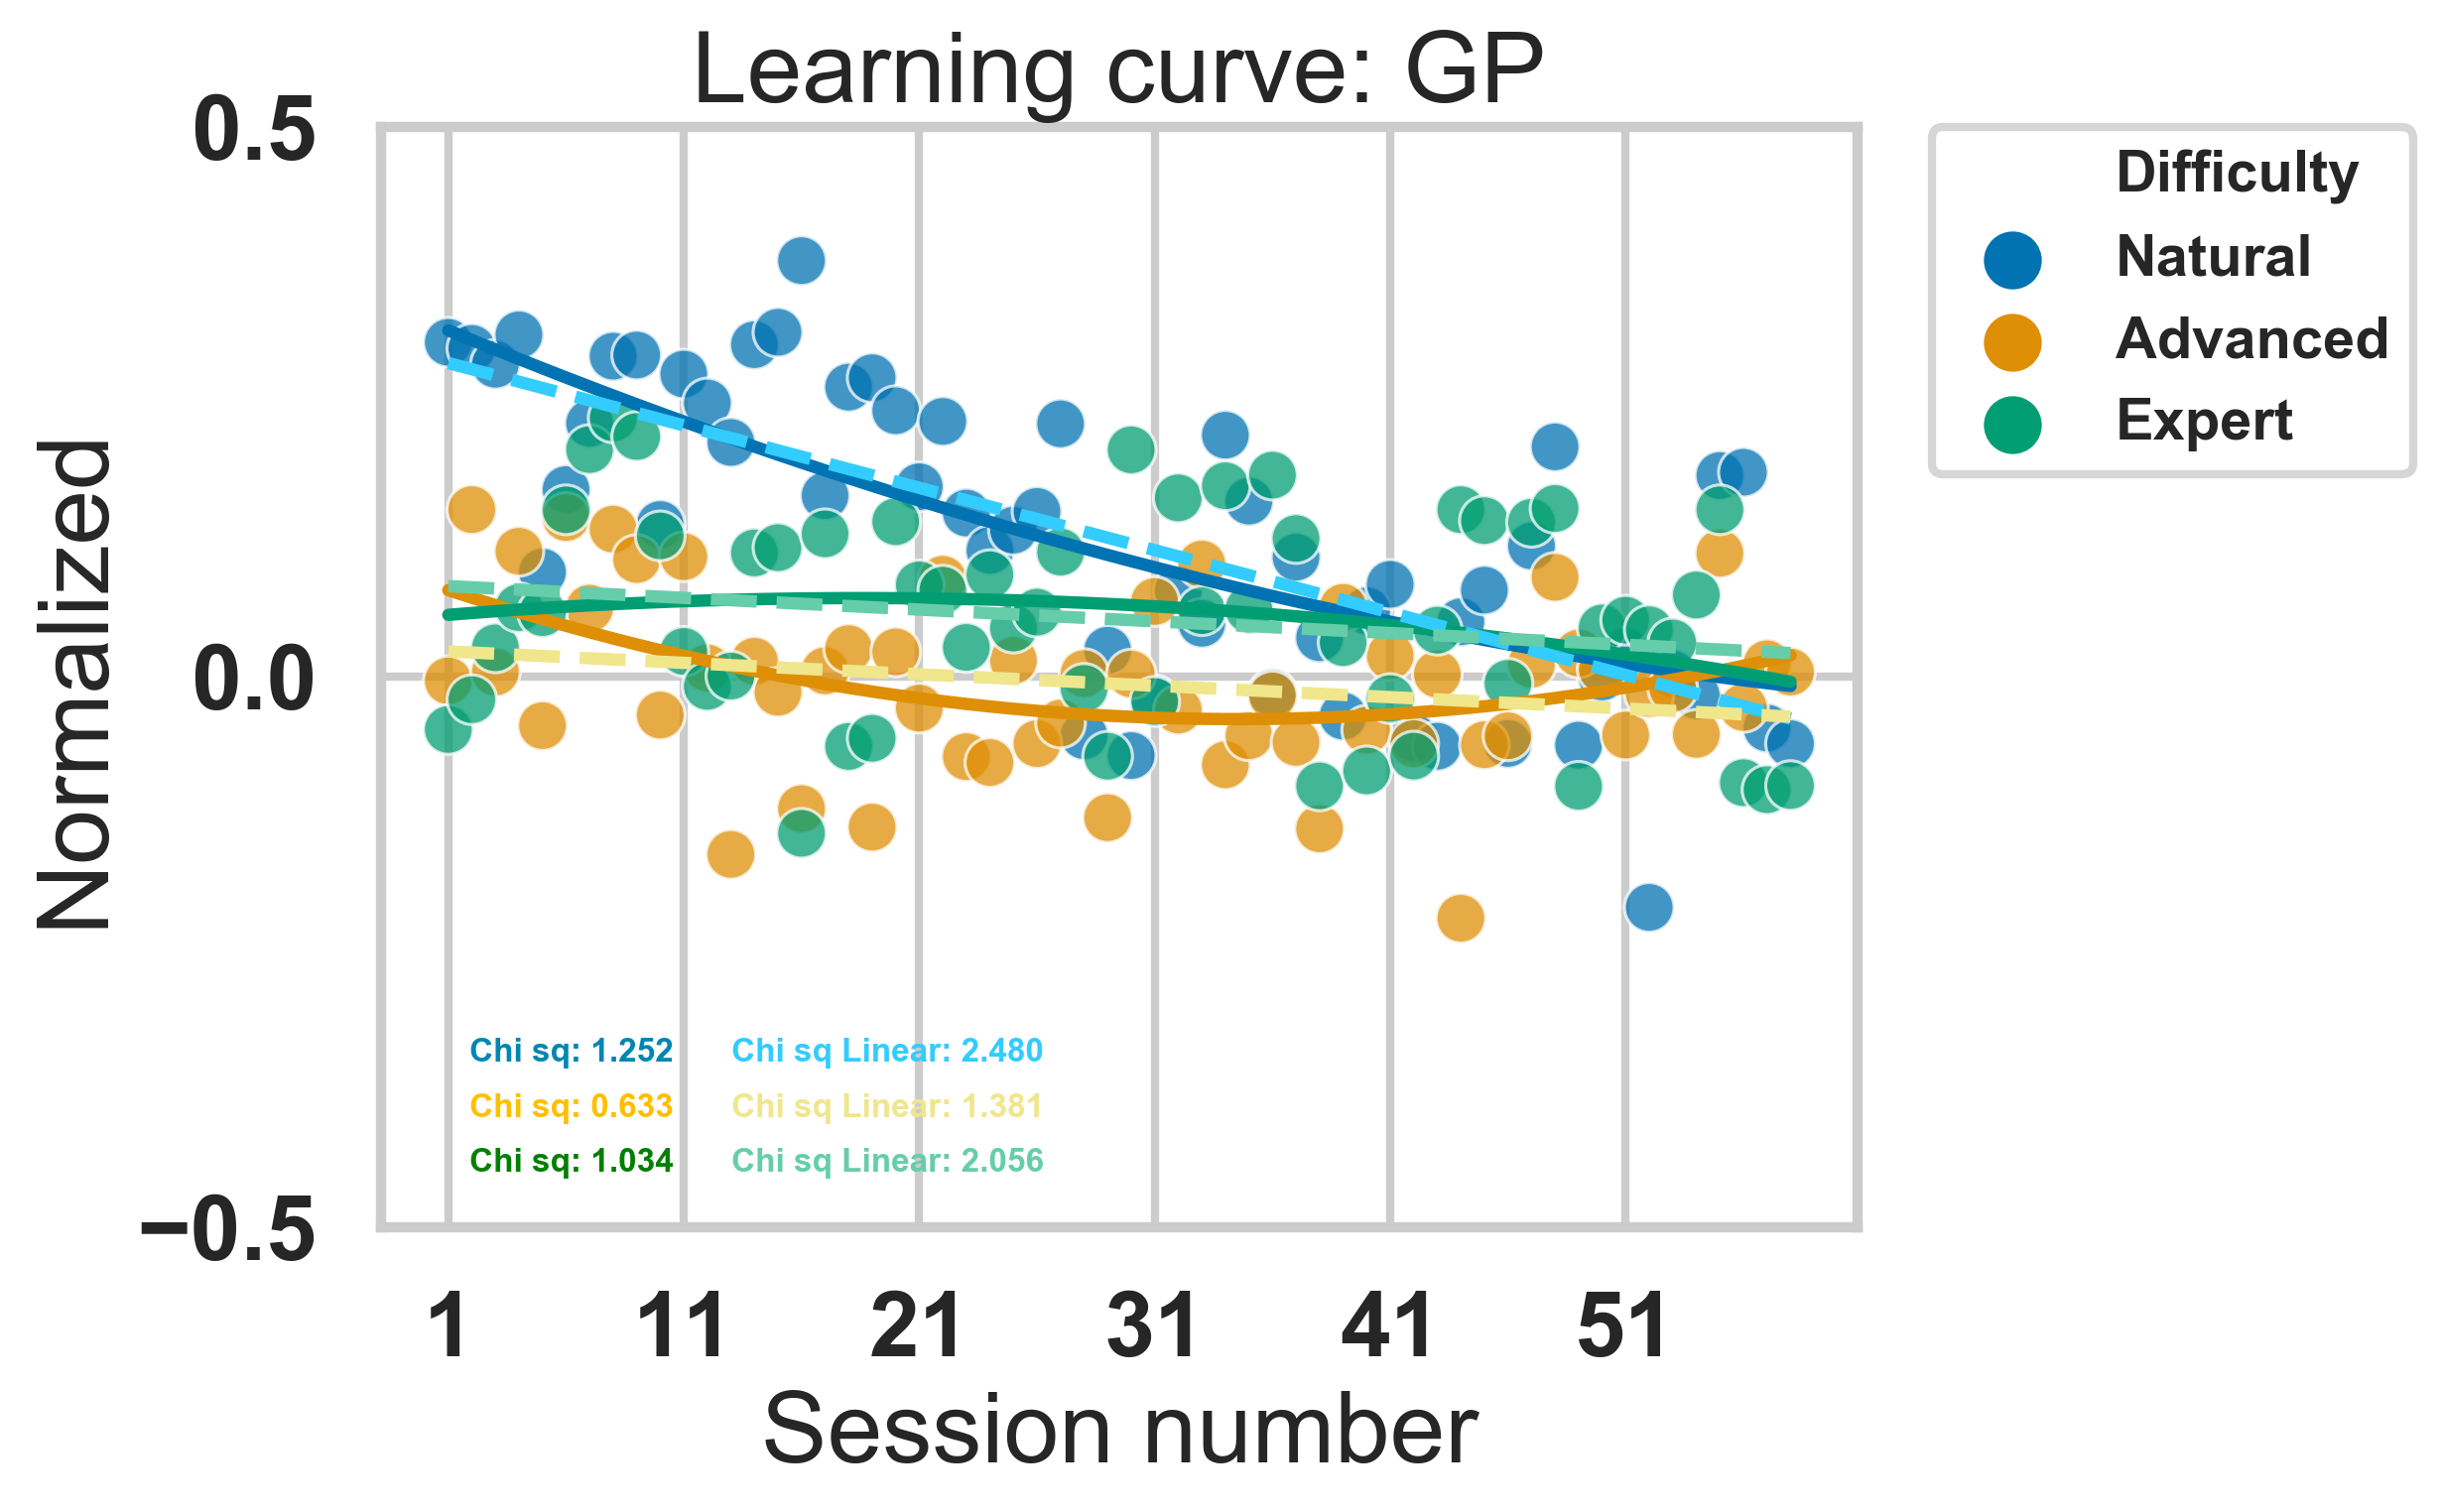 Learning curve: GP
0.5
0.0
−0.5
Normalized
Difficulty
Natural
Advanced
Expert
Chi sq: 1.252 Chi sq Linear: 2.480
Chi sq: 0.633 Chi sq Linear: 1.381
Chi sq: 1.034 Chi sq Linear: 2.056
1 11 21 31 41 51
Session number